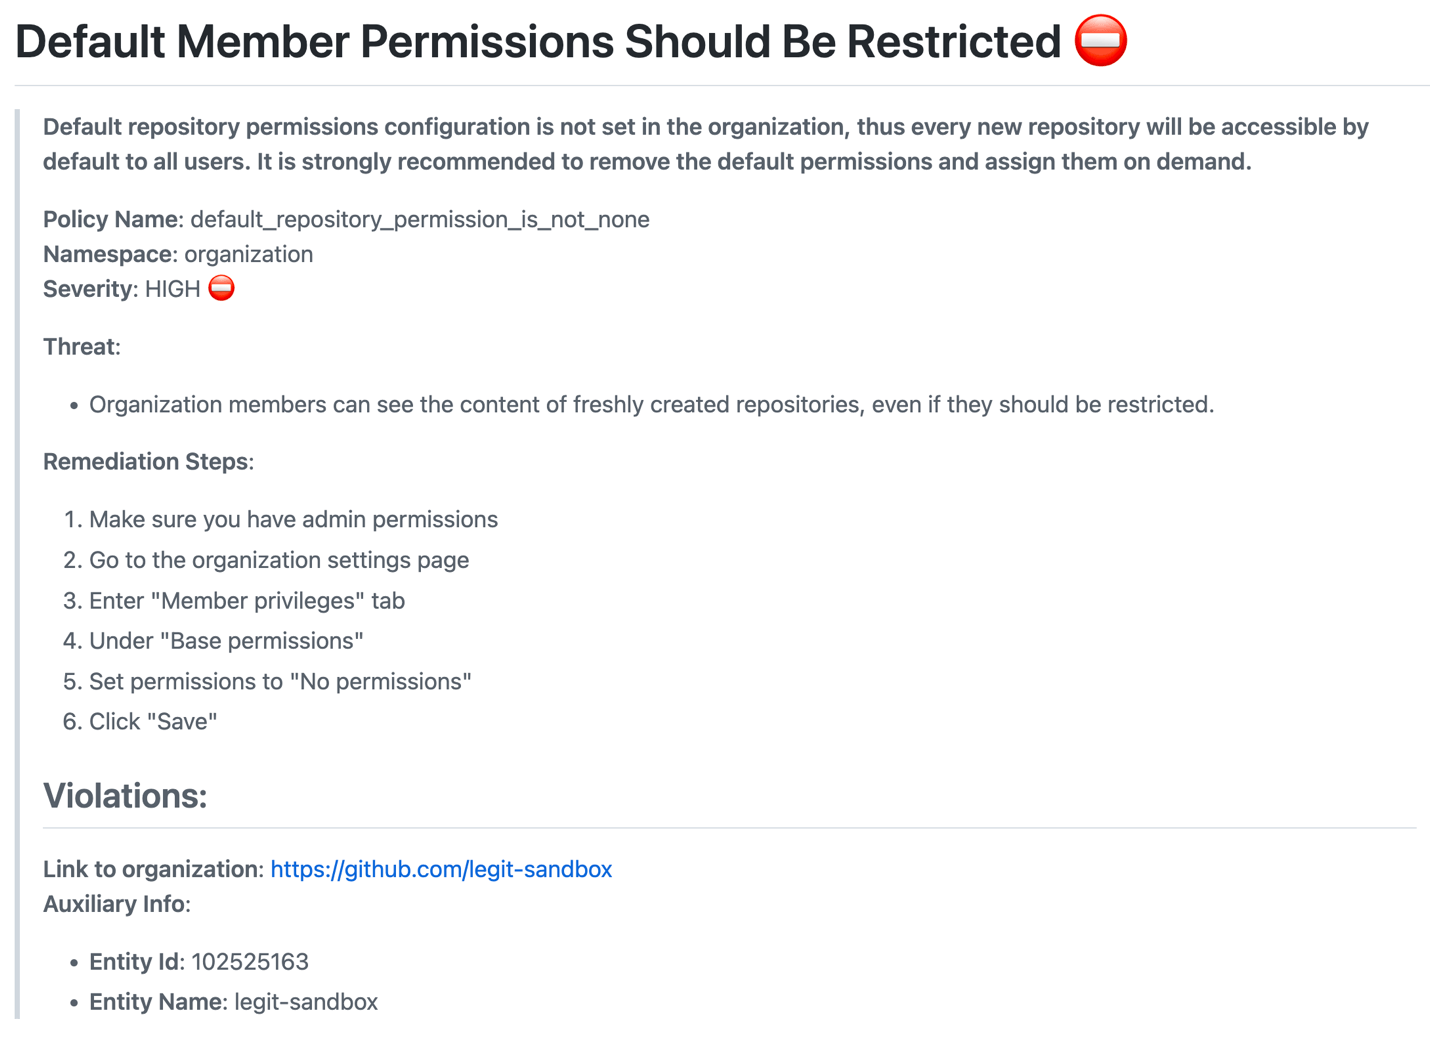 Default Member Permissions Should Be Restricted ⛔
Default repository permissions configuration is not set in the organization, thus every new repository will be accessible by
default to all users. It is strongly recommended to remove the default permissions and assign them on demand.
Policy Name: default_repository_permission_is_not_none
Namespace: organization
Severity: HIGH ⛔
Threat:
• Organization members can see the content of freshly created repositories, even if they should be restricted.
Remediation Steps:
1. Make sure you have admin permissions
2. Go to the organization settings page
3. Enter "Member privileges" tab
4. Under "Base permissions"
5. Set permissions to "No permissions"
6. Click "Save"
Violations:
Link to organization: https://github.com/legit-sandbox
Auxiliary Info:
• Entity Id: 102525163
• Entity Name: legit-sandbox